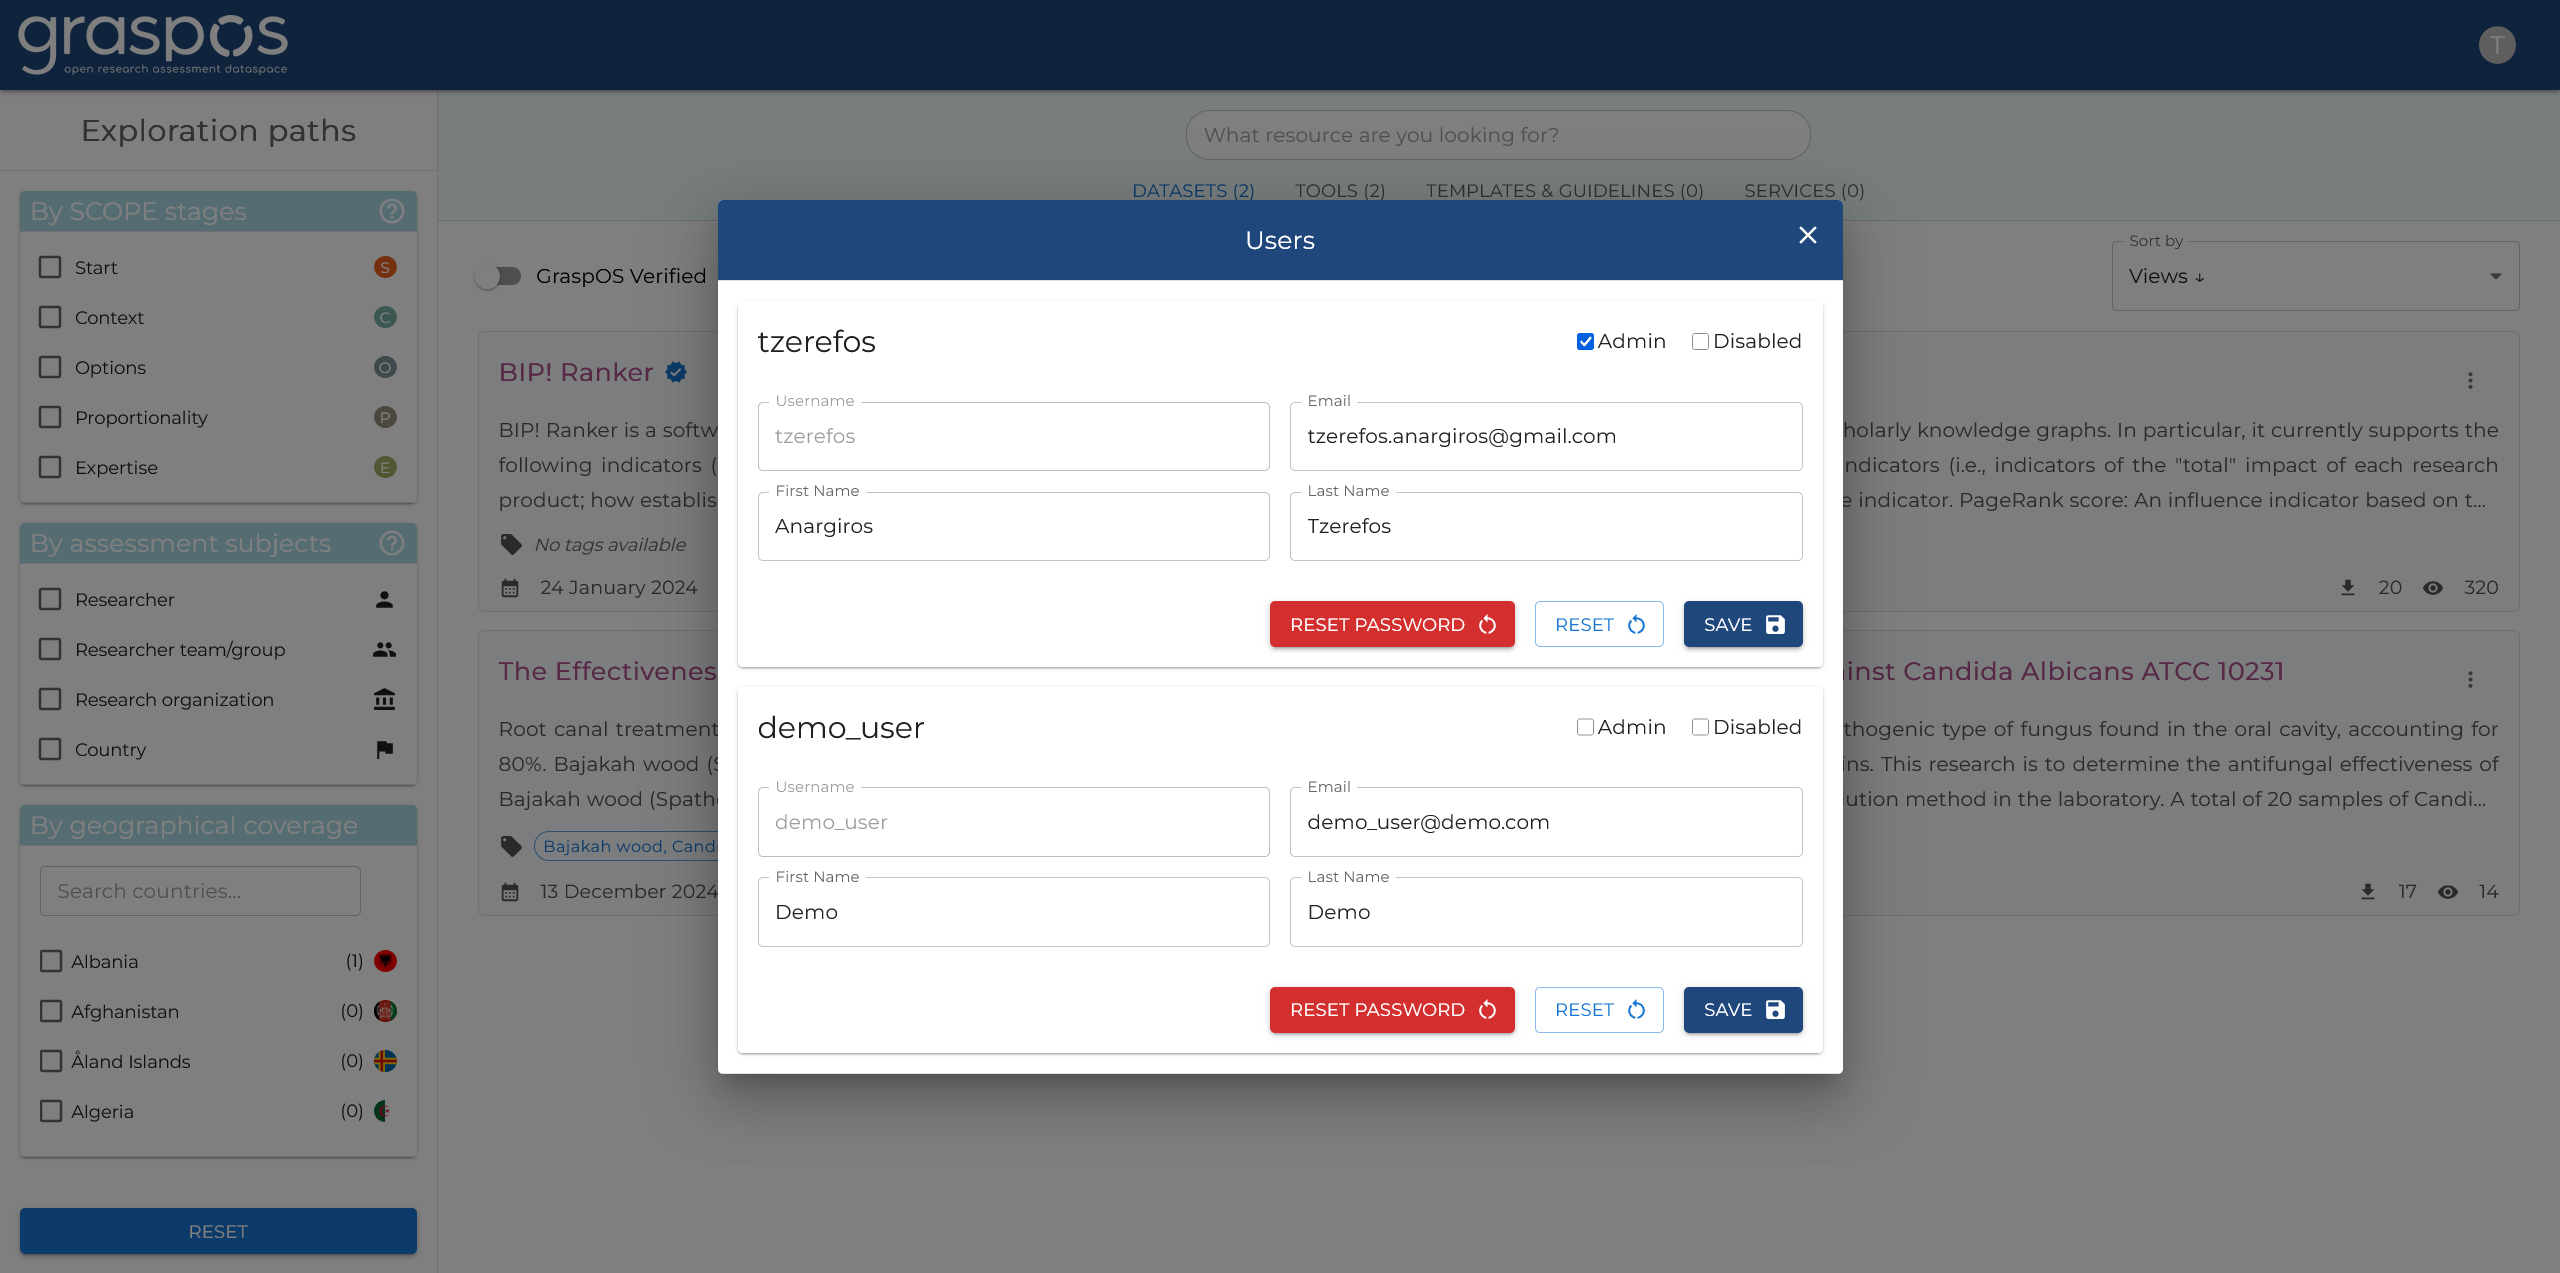 graspos
open research assessment dataspace
T
Exploration paths
What resource are you looking for?
DATASETS (2) TOOLS (2) TEMPLATES & GUIDELINES (0) SERVICES (0)
By SCOPE stages
Start S
Context C
Options O
Proportionality P
Expertise E
By assessment subjects
Researcher
Researcher team/group
Research organization
Country
By geographical coverage
Search countries...
Albania (1)
Afghanistan (0)
Åland Islands (0)
Algeria (0)
RESET
GraspOS Verified
Sort by
Views ↓
BIP! Ranker
BIP! Ranker is a softw
holarly knowledge graphs. In particular, it currently supports the
following indicators (
ndicators (i.e., indicators of the "total" impact of each research
product; how establis
e indicator. PageRank score: An influence indicator based on t...
No tags available
24 January 2024
20 320
The Effectiveness
inst Candida Albicans ATCC 10231
Root canal treatment
thogenic type of fungus found in the oral cavity, accounting for
80%. Bajakah wood (S
ins. This research is to determine the antifungal effectiveness of
Bajakah wood (Spath
ution method in the laboratory. A total of 20 samples of Candi...
Bajakah wood, Cand
13 December 2024
17 14
Users
tzerefos
Admin Disabled
Username
tzerefos
Email
tzerefos.anargiros@gmail.com
First Name
Anargiros
Last Name
Tzerefos
RESET PASSWORD RESET SAVE
demo_user
Admin Disabled
Username
demo_user
Email
demo_user@demo.com
First Name
Demo
Last Name
Demo
RESET PASSWORD RESET SAVE